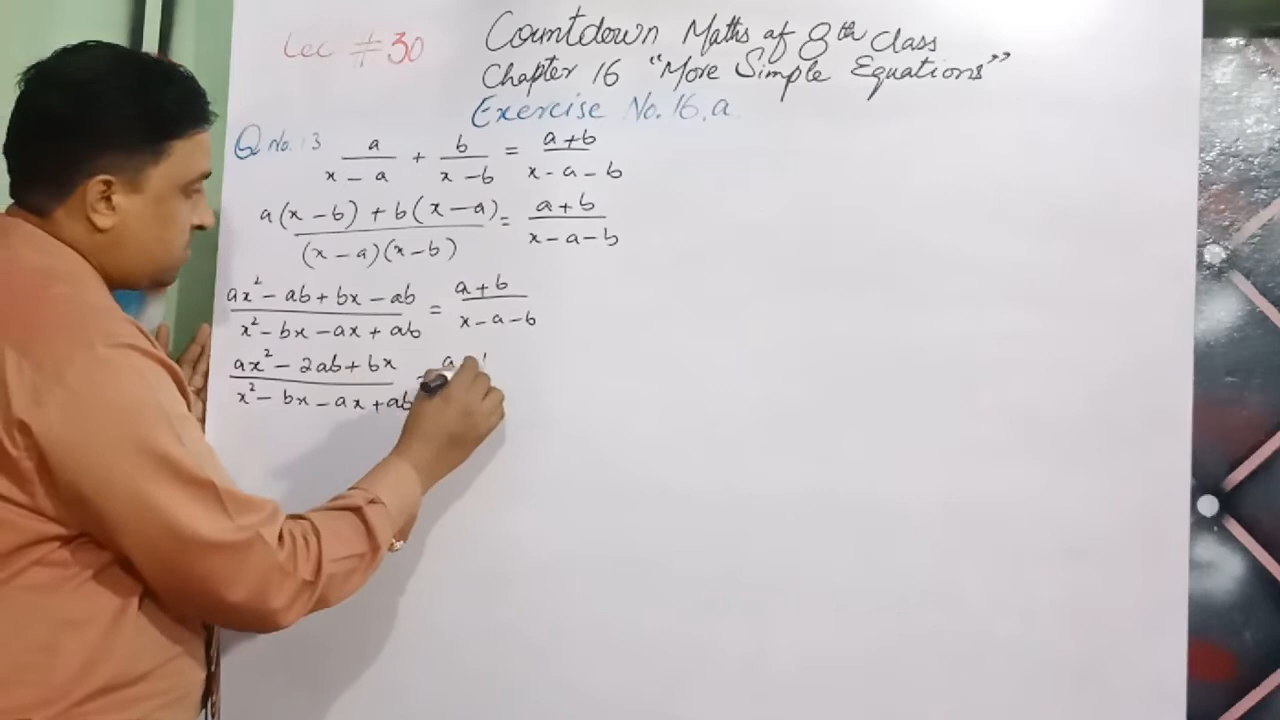 Lec #30
Countdown Maths of 8th Class
Chapter 16 "More Simple Equations"
Exercise No. 16.a
Q No. 13 a/(x - a) + b/(x - b) = (a+b)/(x-a-b)
(a(x-b) + b(x-a))/((x-a)(x-b)) = (a+b)/(x-a-b)
(ax² - ab + bx - ab)/(x² - bx - ax + ab) = (a+b)/(x-a-b)
(ax² - 2ab + bx)/(x² - bx - ax + ab) a